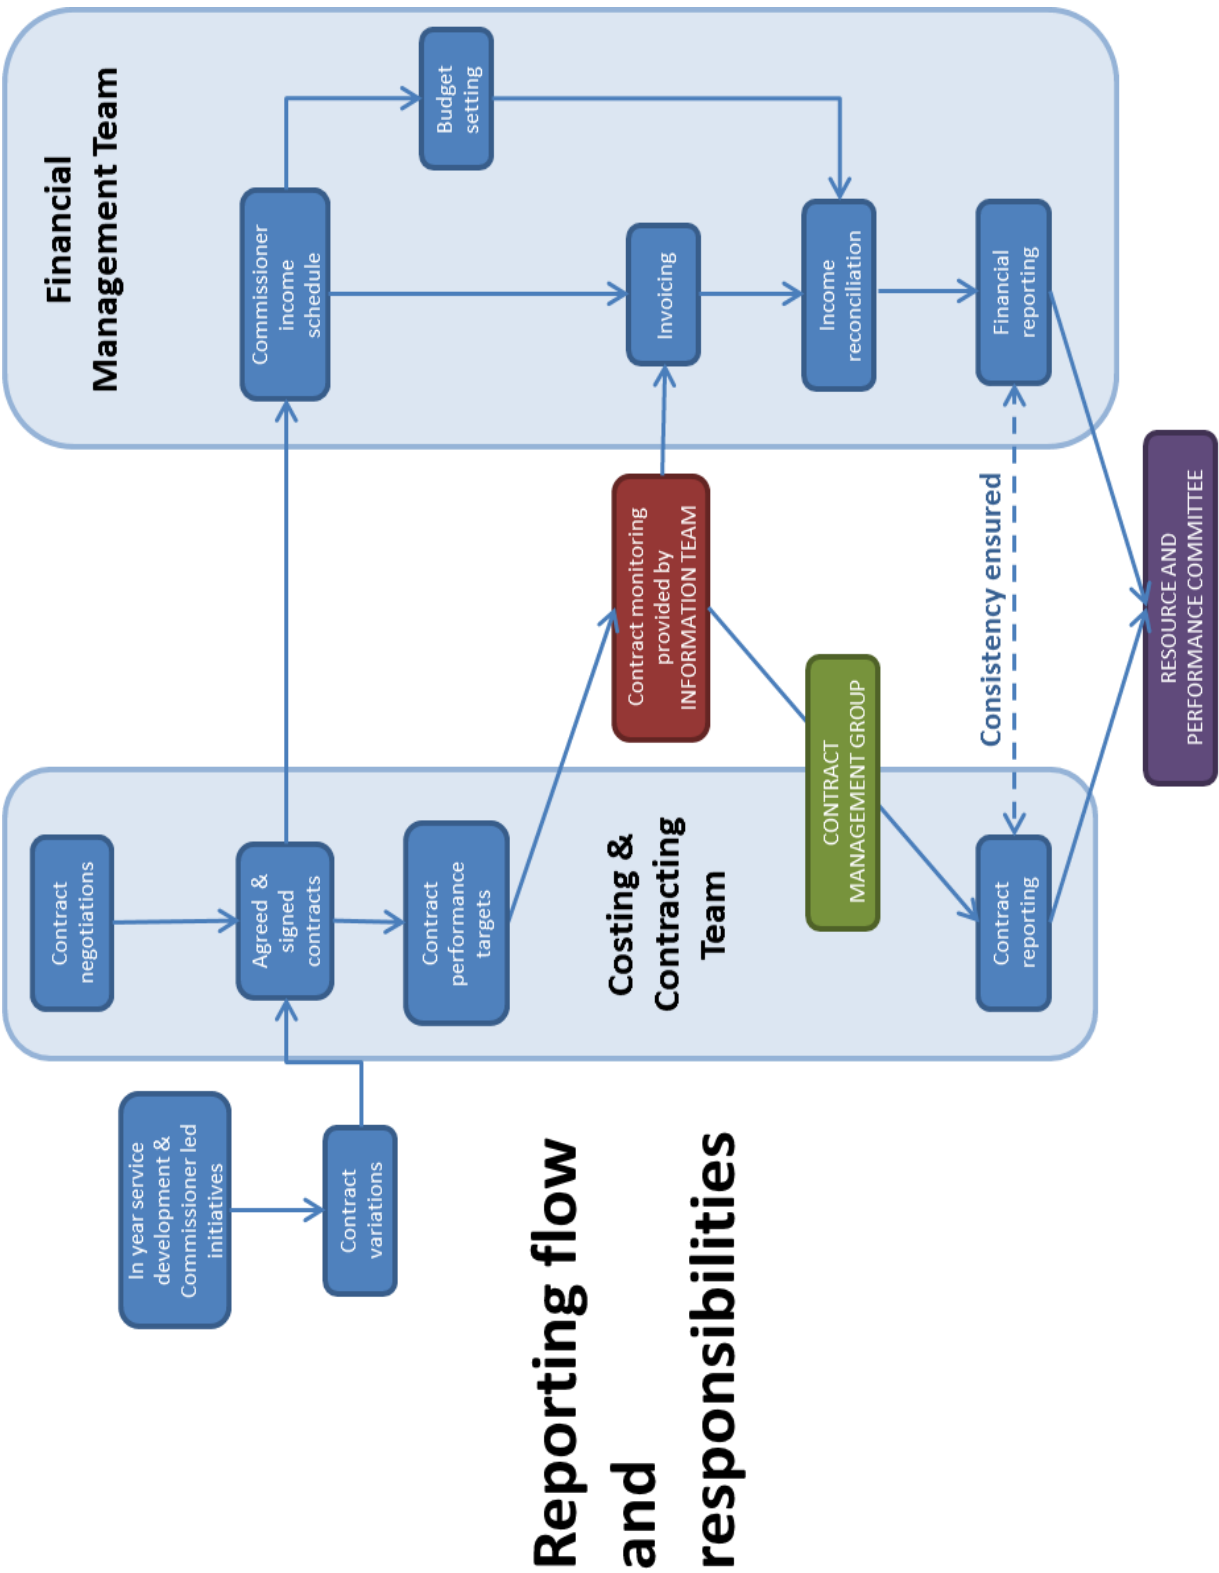 Reporting flow
and
responsibilities
In year service
development &
Commissioner led
initiatives
Contract
variations
Contract
negotiations
Agreed &
signed
contracts
Contract
performance
targets
Costing &
Contracting
Team
CONTRACT
MANAGEMENT GROUP
Contract
reporting
Contract monitoring
provided by
INFORMATION TEAM
Consistency ensured
RESOURCE AND
PERFORMANCE COMMITTEE
Financial
Management Team
Commissioner
income
schedule
Budget
setting
Invoicing
Income
reconciliation
Financial
reporting